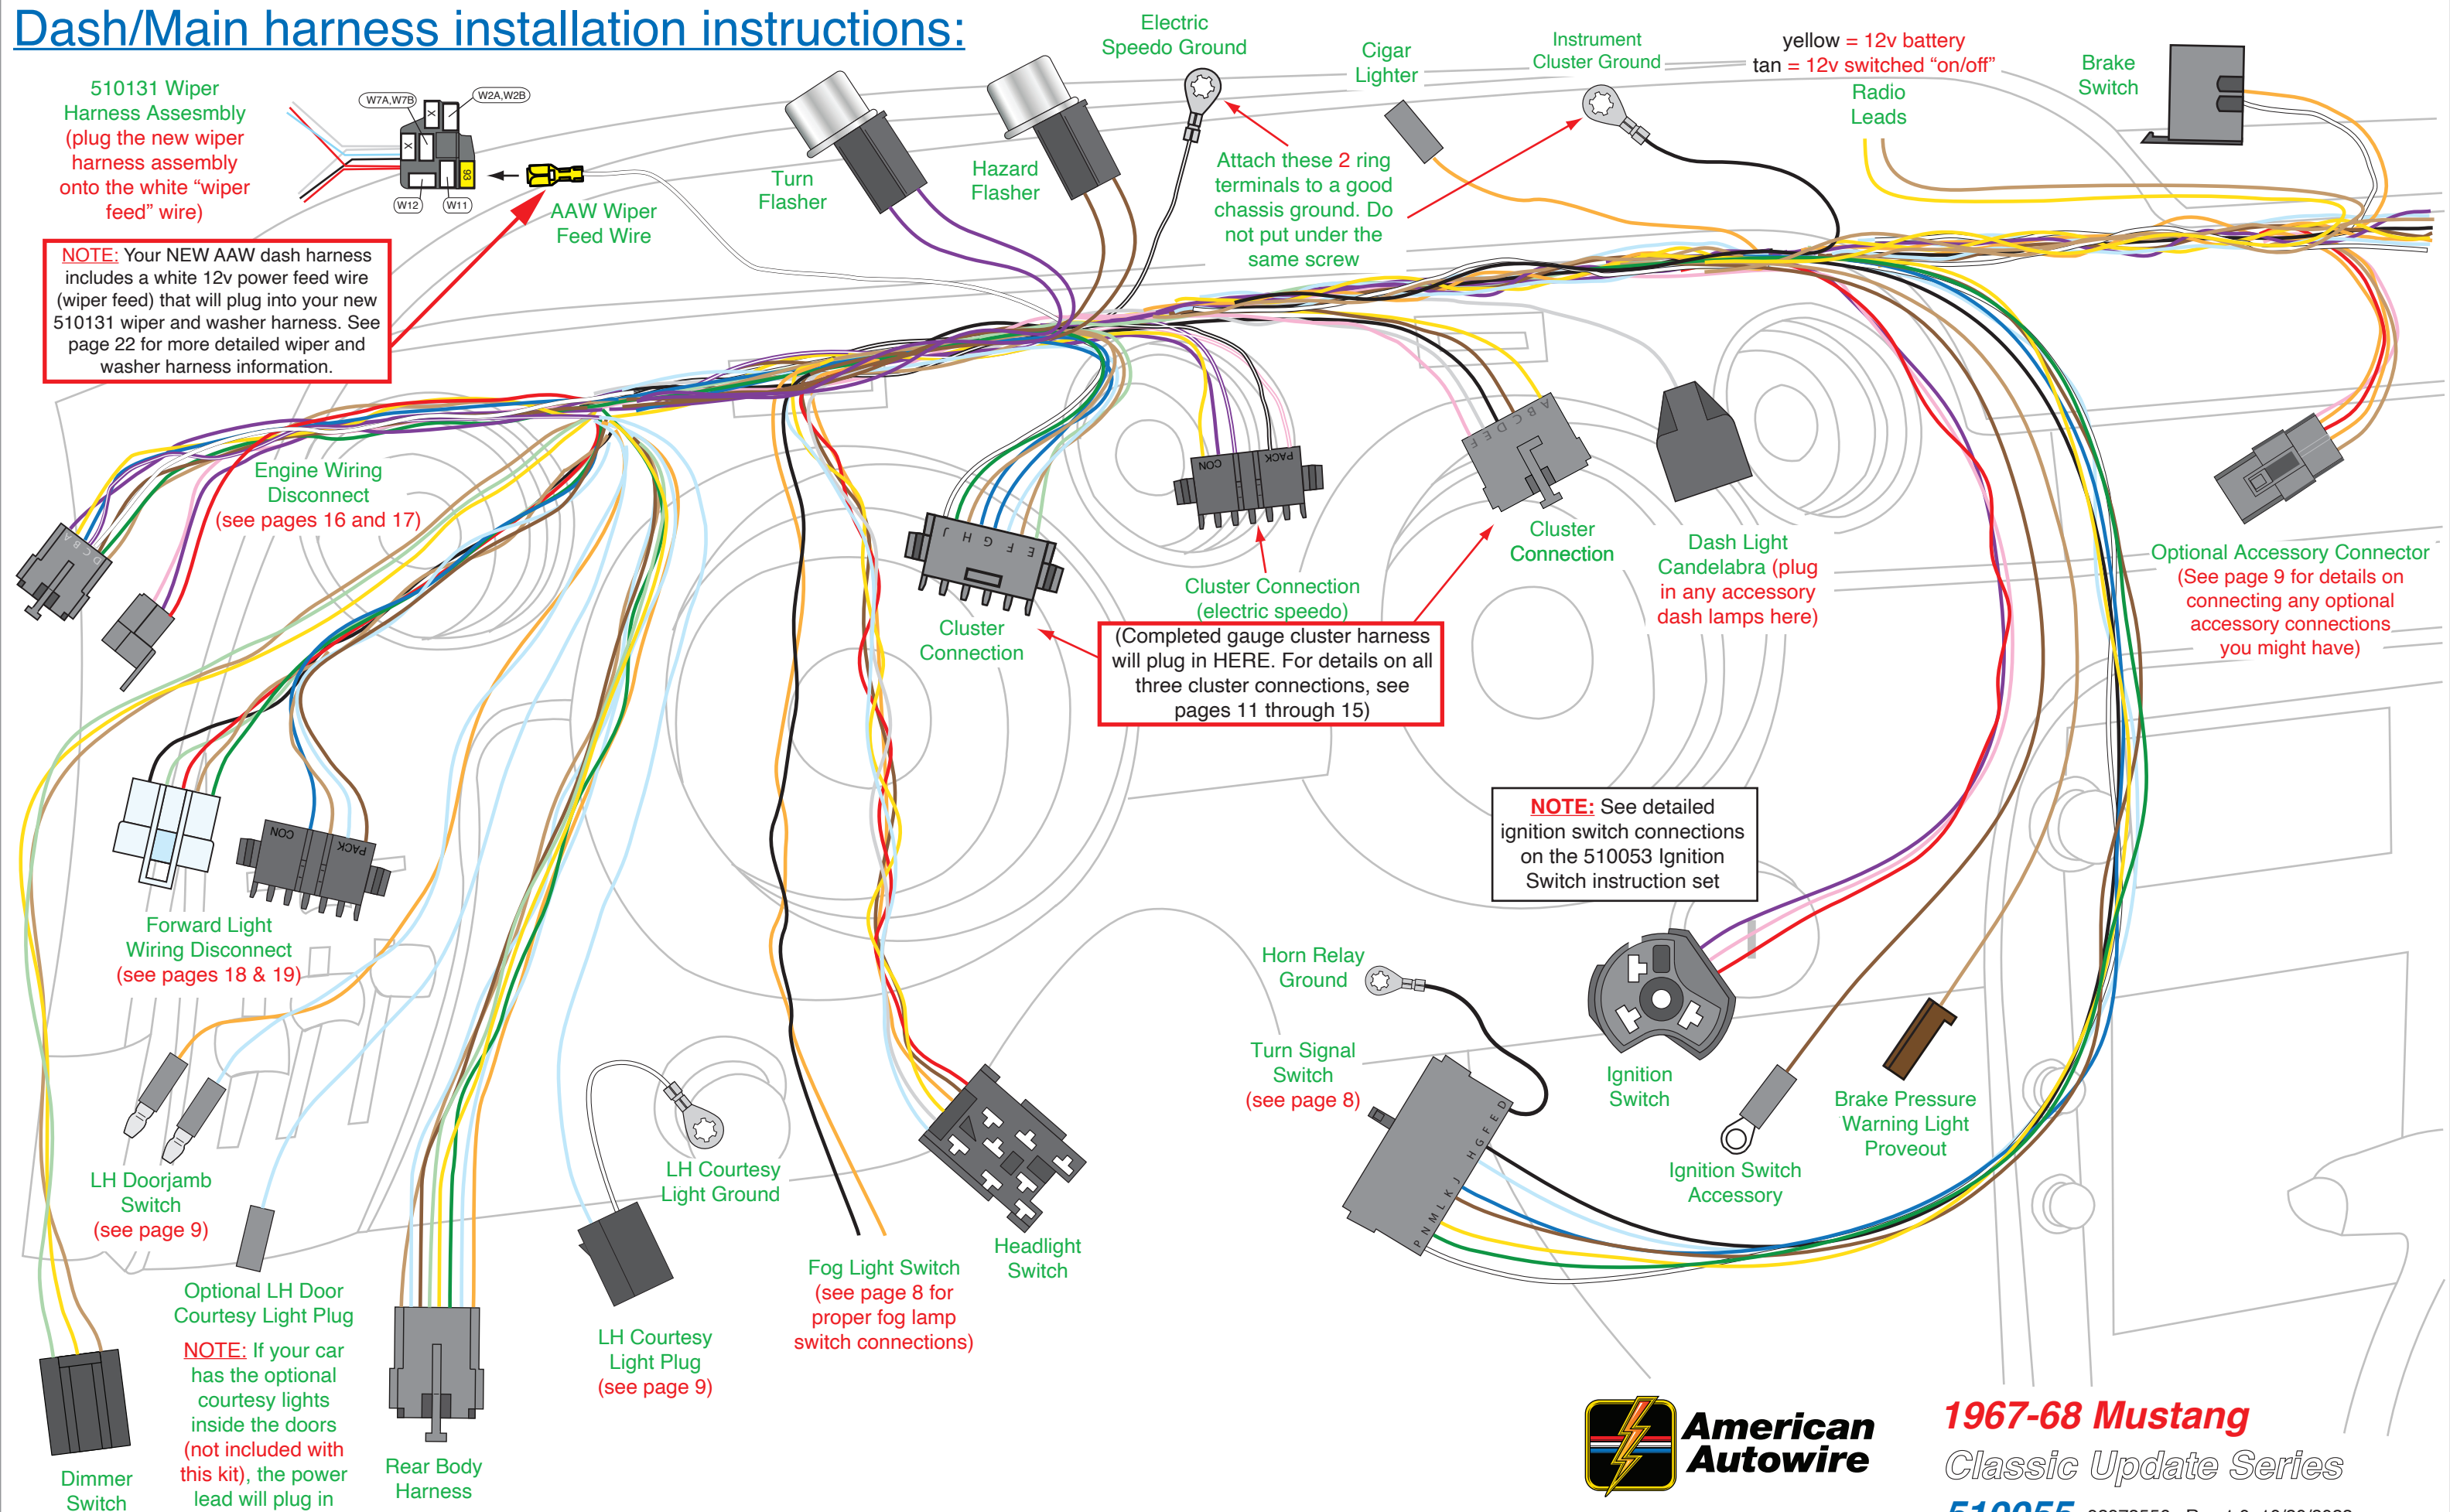 Dash/Main harness installation instructions:
510131 Wiper
Harness Assesmbly
(plug the new wiper
harness assembly
onto the white “wiper
feed” wire)
W7A,W7B
W2A,W2B
X
X
93
W12
W11
AAW Wiper
Feed Wire
NOTE: Your NEW AAW dash harness
includes a white 12v power feed wire
(wiper feed) that will plug into your new
510131 wiper and washer harness. See
page 22 for more detailed wiper and
washer harness information.
Turn
Flasher
Hazard
Flasher
Electric
Speedo Ground
Cigar
Lighter
Instrument
Cluster Ground
Attach these 2 ring
terminals to a good
chassis ground. Do
not put under the
same screw
yellow = 12v battery
tan = 12v switched “on/off”
Radio
Leads
Brake
Switch
Engine Wiring
Disconnect
(see pages 16 and 17)
A
B
C
D
J H G F E
Cluster
Connection
CON
PACK
Cluster Connection
(electric speedo)
(Completed gauge cluster harness
will plug in HERE. For details on all
three cluster connections, see
pages 11 through 15)
F E D C B A
Cluster
Connection
Dash Light
Candelabra (plug
in any accessory
dash lamps here)
Optional Accessory Connector
(See page 9 for details on
connecting any optional
accessory connections
you might have)
CON
PACK
Forward Light
Wiring Disconnect
(see pages 18 & 19)
NOTE: See detailed
ignition switch connections
on the 510053 Ignition
Switch instruction set
Horn Relay
Ground
Turn Signal
Switch
(see page 8)
P N M L K J H G F E D
Ignition
Switch
Ignition Switch
Accessory
Brake Pressure
Warning Light
Proveout
LH Doorjamb
Switch
(see page 9)
LH Courtesy
Light Ground
Optional LH Door
Courtesy Light Plug
NOTE: If your car
has the optional
courtesy lights
inside the doors
(not included with
this kit), the power
lead will plug in
LH Courtesy
Light Plug
(see page 9)
Fog Light Switch
(see page 8 for
proper fog lamp
switch connections)
Headlight
Switch
Dimmer
Switch
Rear Body
Harness
American
Autowire
1967-68 Mustang
Classic Update Series
510055